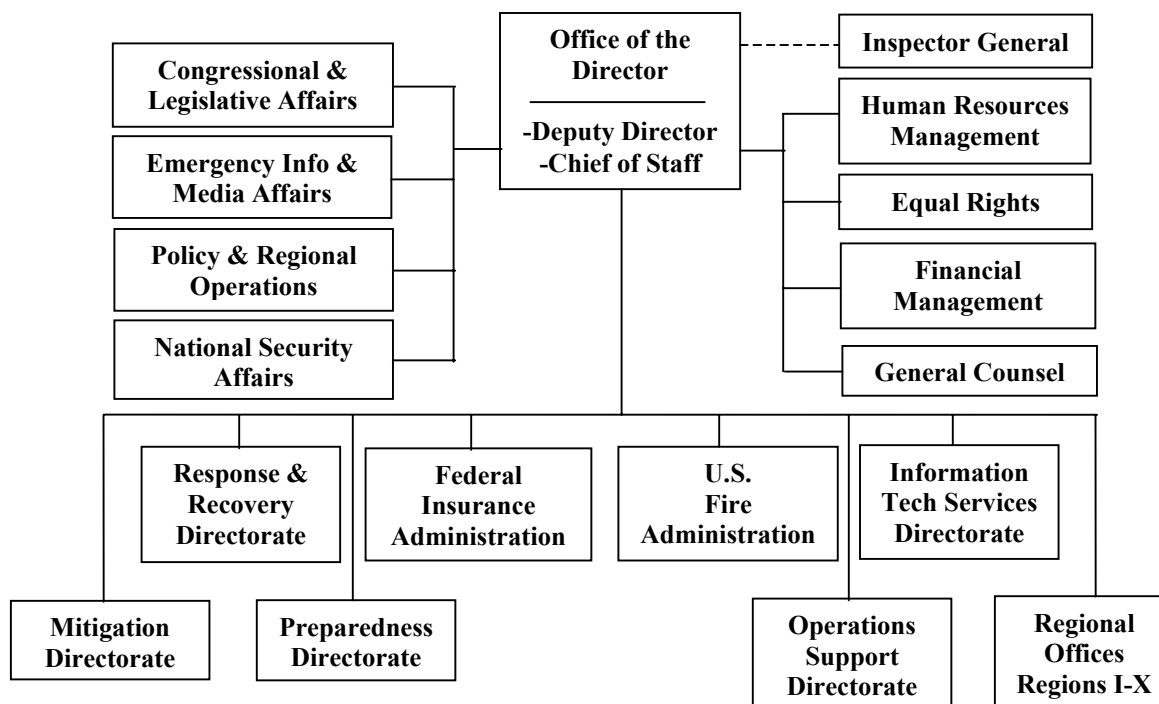 Office of the
Director
-Deputy Director
-Chief of Staff
Congressional &
Legislative Affairs
Emergency Info &
Media Affairs
Policy & Regional
Operations
National Security
Affairs
Inspector General
Human Resources
Management
Equal Rights
Financial
Management
General Counsel
Response &
Recovery
Directorate
Federal
Insurance
Administration
U.S.
Fire
Administration
Information
Tech Services
Directorate
Mitigation
Directorate
Preparedness
Directorate
Operations
Support
Directorate
Regional
Offices
Regions I-X